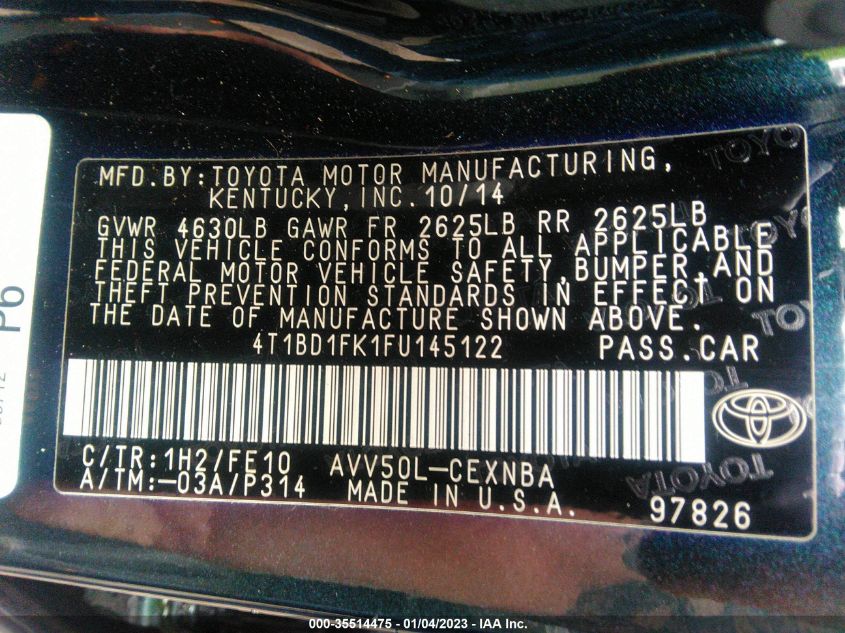 MFD.BY:TOYOTA MOTOR MANUFACTURING,
KENTUCKY,INC.10/14
GVWR 4630LB GAWR FR 2625LB RR 2625LB
THIS VEHICLE CONFORMS TO ALL APPLICABLE
FEDERAL MOTOR VEHICLE SAFETY,BUMPER,AND
THEFT PREVENTION STANDARDS IN EFFECT ON
THE DATE OF MANUFACTURE SHOWN ABOVE.
4T1BD1FK1FU145122 PASS.CAR
C/TR:1H2/FE10 AVV50L-CEXNBA
A/TM:-03A/P314 MADE IN U.S.A.
97826
P6
TOYOTA
000-35514475 - 01/04/2023 - IAA Inc.